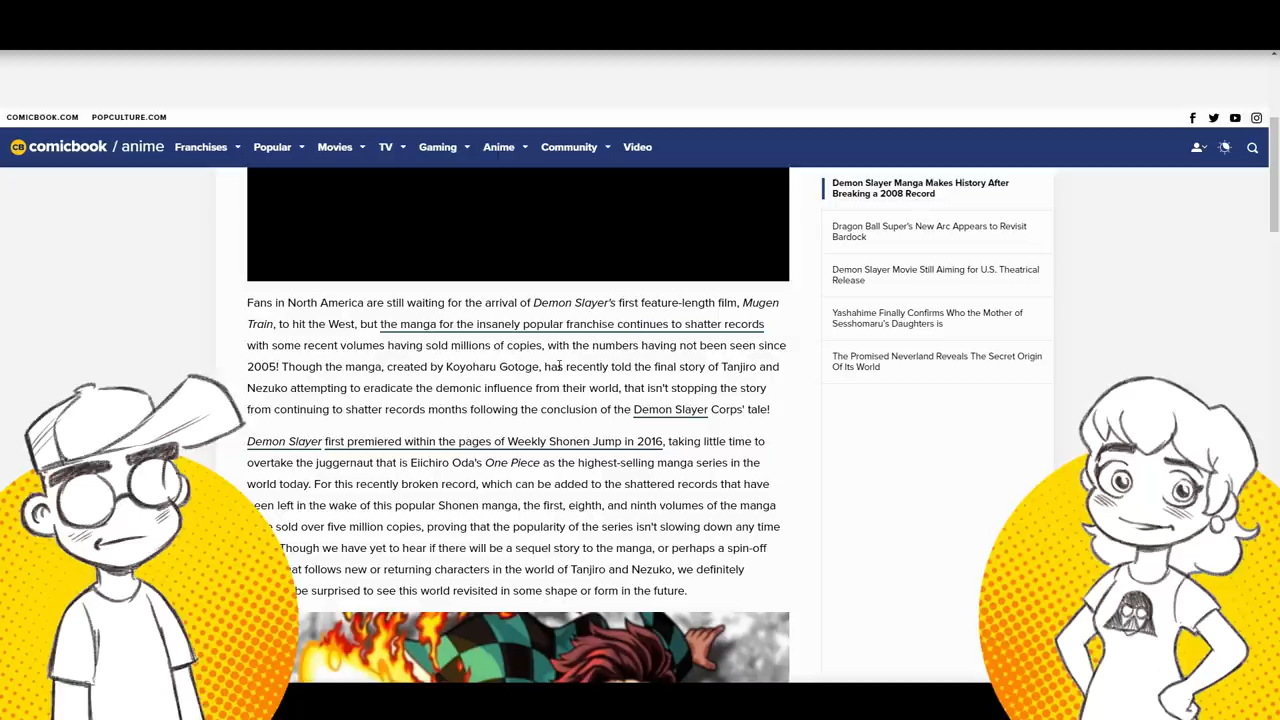 COMICBOOK.COM POPCULTURE.COM
CB comicbook / anime Franchises Popular Movies TV Gaming Anime Community Video
Fans in North America are still waiting for the arrival of Demon Slayer's first feature-length film, Mugen
Train, to hit the West, but the manga for the insanely popular franchise continues to shatter records
with some recent volumes having sold millions of copies, with the numbers having not been seen since
2005! Though the manga, created by Koyoharu Gotoge, has recently told the final story of Tanjiro and
Nezuko attempting to eradicate the demonic influence from their world, that isn't stopping the story
from continuing to shatter records months following the conclusion of the Demon Slayer Corps' tale!
Demon Slayer first premiered within the pages of Weekly Shonen Jump in 2016, taking little time to
overtake the juggernaut that is Eiichiro Oda's One Piece as the highest-selling manga series in the
world today. For this recently broken record, which can be added to the shattered records that have
been left in the wake of this popular Shonen manga, the first, eighth, and ninth volumes of the manga
sold over five million copies, proving that the popularity of the series isn't slowing down any time
Though we have yet to hear if there will be a sequel story to the manga, or perhaps a spin-off
that follows new or returning characters in the world of Tanjiro and Nezuko, we definitely
be surprised to see this world revisited in some shape or form in the future.
Demon Slayer Manga Makes History After
Breaking a 2008 Record
Dragon Ball Super's New Arc Appears to Revisit
Bardock
Demon Slayer Movie Still Aiming for U.S. Theatrical
Release
Yashahime Finally Confirms Who the Mother of
Sesshomaru's Daughters is
The Promised Neverland Reveals The Secret Origin
Of Its World